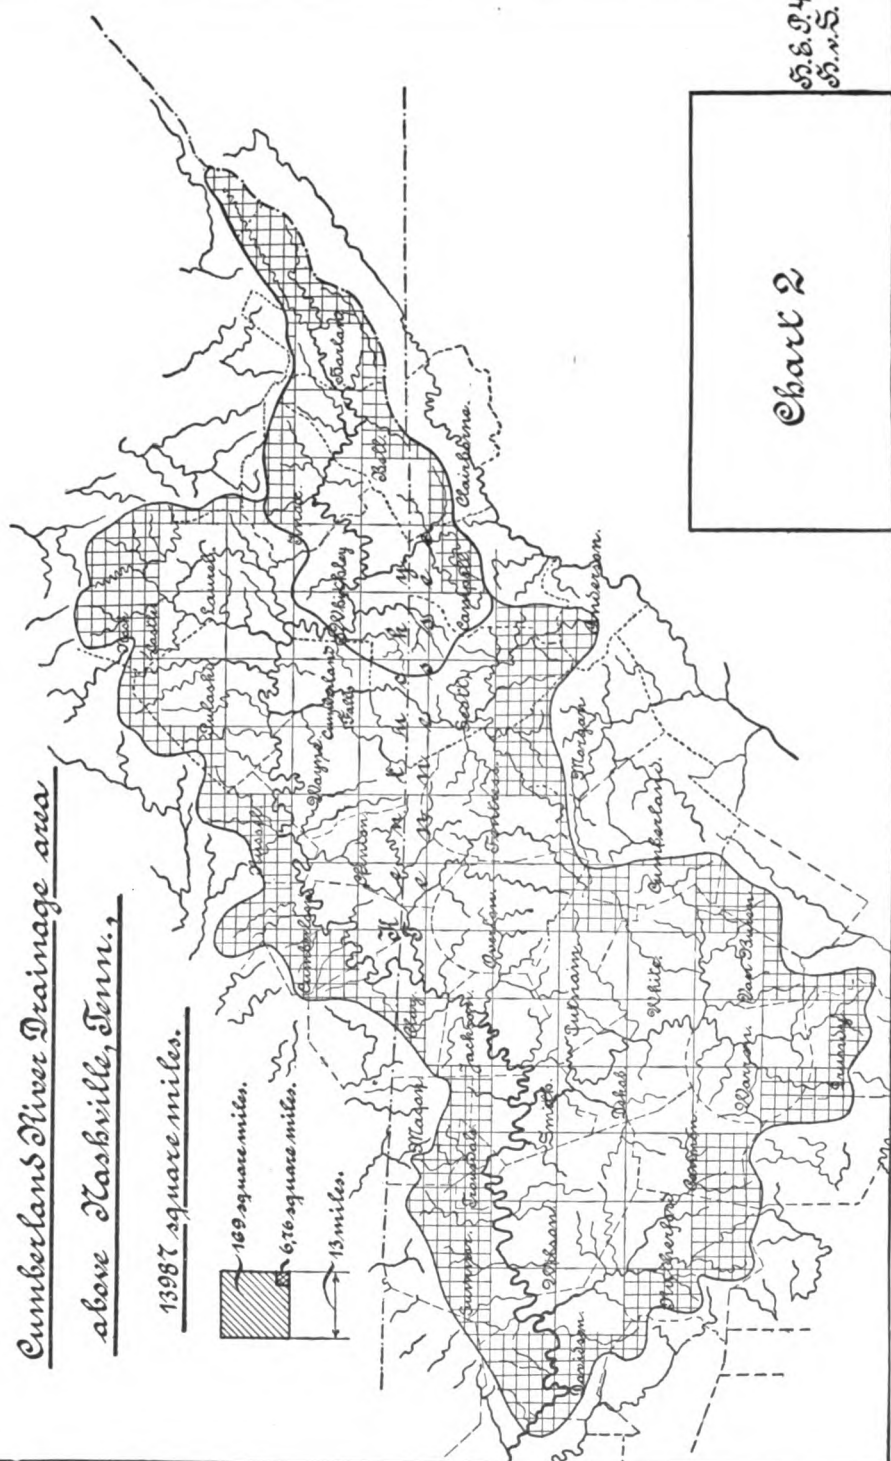 Cumberland River Drainage area
above Nashville, Tenn.,
13987 square miles.
169 square miles.
6,76 square miles.
13 miles.
Chart 2
Harlan
Bell
Knox
Claiborne.
Whitley
Campbell
Anderson.
Laurel
Rock
Castle
Pulaski
Cumberland
Falls
Scott
Morgan
Wayne
Russell
Clinton
Fentress
Cumberland.
Cumberland
Kentucky
Tennessee
Overton.
Putnam
White
Van Buren
Clay
Jackson
Macon
Smith
Dekalb
Warren.
Grundy
Trousdale
Cannon
Sumner.
Wilson
Rutherford
Davidson.